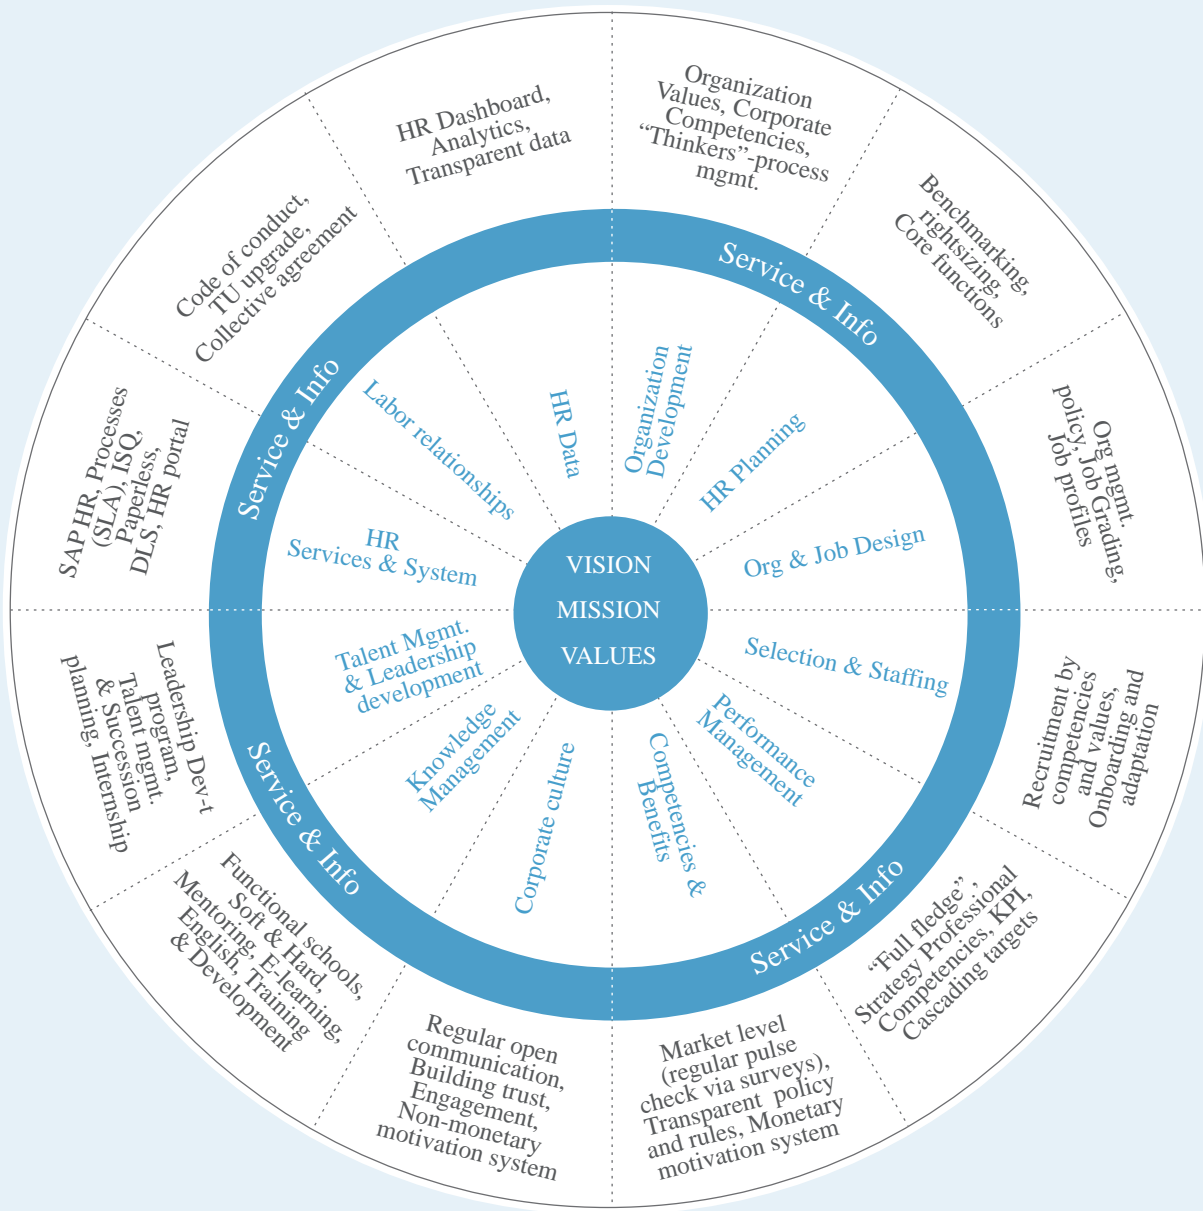 Organization
Values, Corporate
Competencies,
“Thinkers”-process
mgmt.
Benchmarking,
rightsizing,
Core functions
Org mgmt.
policy, Job Grading,
Job profiles
Recruitment by
competencies
and values,
Onboarding and
adaptation
“Full fledge” ,
Strategy Professional
Competencies, KPI,
Cascading targets
Market level
(regular pulse
check via surveys),
Transparent policy
and rules, Monetary
motivation system
Regular open
communication,
Building trust,
Engagement,
Non-monetary
motivation system
Functional schools,
Soft & Hard,
Mentoring, E-learning,
English, Training
& Development
Leadership Dev-t
program,
Talent mgmt.
& Succession
planning, Internship
SAP HR, Processes
(SLA), ISQ,
Paperless,
DLS, HR portal
Code of conduct,
TU upgrade,
Collective agreement
HR Dashboard,
Analytics,
Transparent data
Service & Info
Service & Info
Service & Info
Service & Info
Organization
Development
HR Planning
Org & Job Design
Selection & Staffing
Performance
Management
Competencies &
Benefits
Corporate culture
Knowledge
Management
Talent Mgmt.
& Leadership
development
HR
Services & System
Labor relationships
HR Data
VISION
MISSION
VALUES